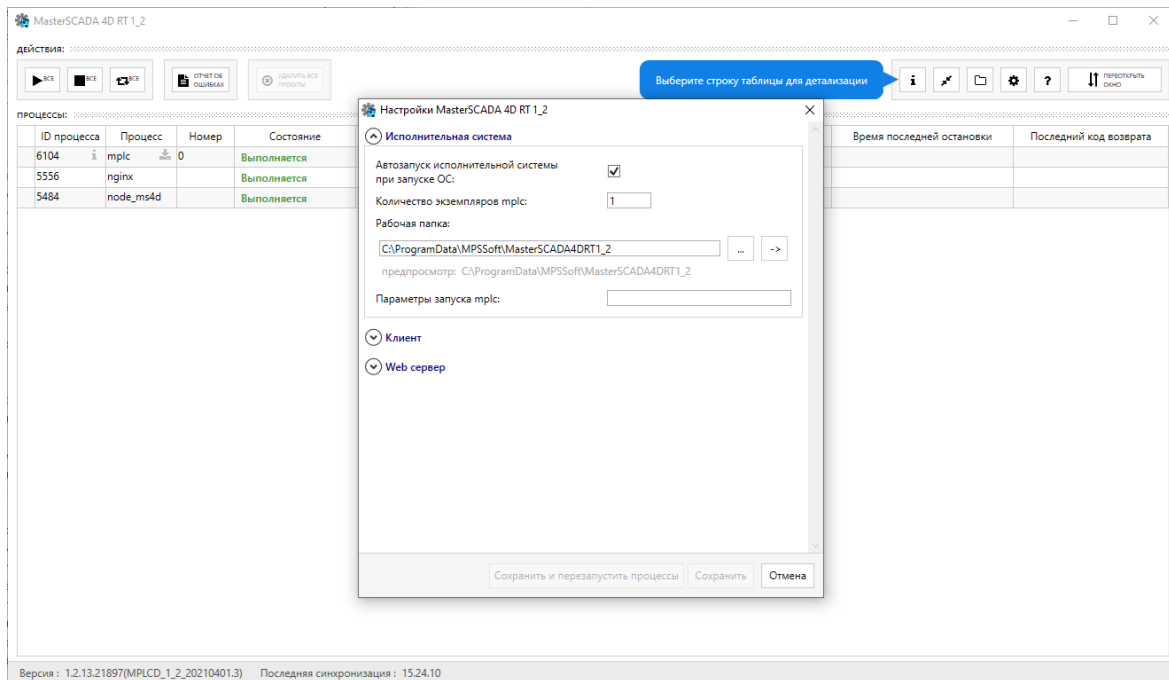 MasterSCADA 4D RT 1_2
ДЕЙСТВИЯ:
ВСЕ
ВСЕ
ВСЕ
ОТЧЕТ ОБ ОШИБКАХ
УДАЛИТЬ ВСЕ ПРОЕКТЫ
Выберите строку таблицы для детализации
i
?
ПЕРЕОТКРЫТЬ ОКНО
ПРОЦЕССЫ:
ID процесса Процесс Номер Состояние Время последней остановки Последний код возврата
6104 i mplc 0 Выполняется
5556 nginx Выполняется
5484 node_ms4d Выполняется
Настройки MasterSCADA 4D RT 1_2
Исполнительная система
Автозапуск исполнительной системы
при запуске ОС:
Количество экземпляров mplc: 1
Рабочая папка:
C:\ProgramData\MPSSoft\MasterSCADA4DRT1_2 ... ->
предпросмотр: C:\ProgramData\MPSSoft\MasterSCADA4DRT1_2
Параметры запуска mplc:
Клиент
Web сервер
Сохранить и перезапустить процессы Сохранить Отмена
Версия : 1.2.13.21897(MPLCD_1_2_20210401.3) Последняя синхронизация : 15.24.10